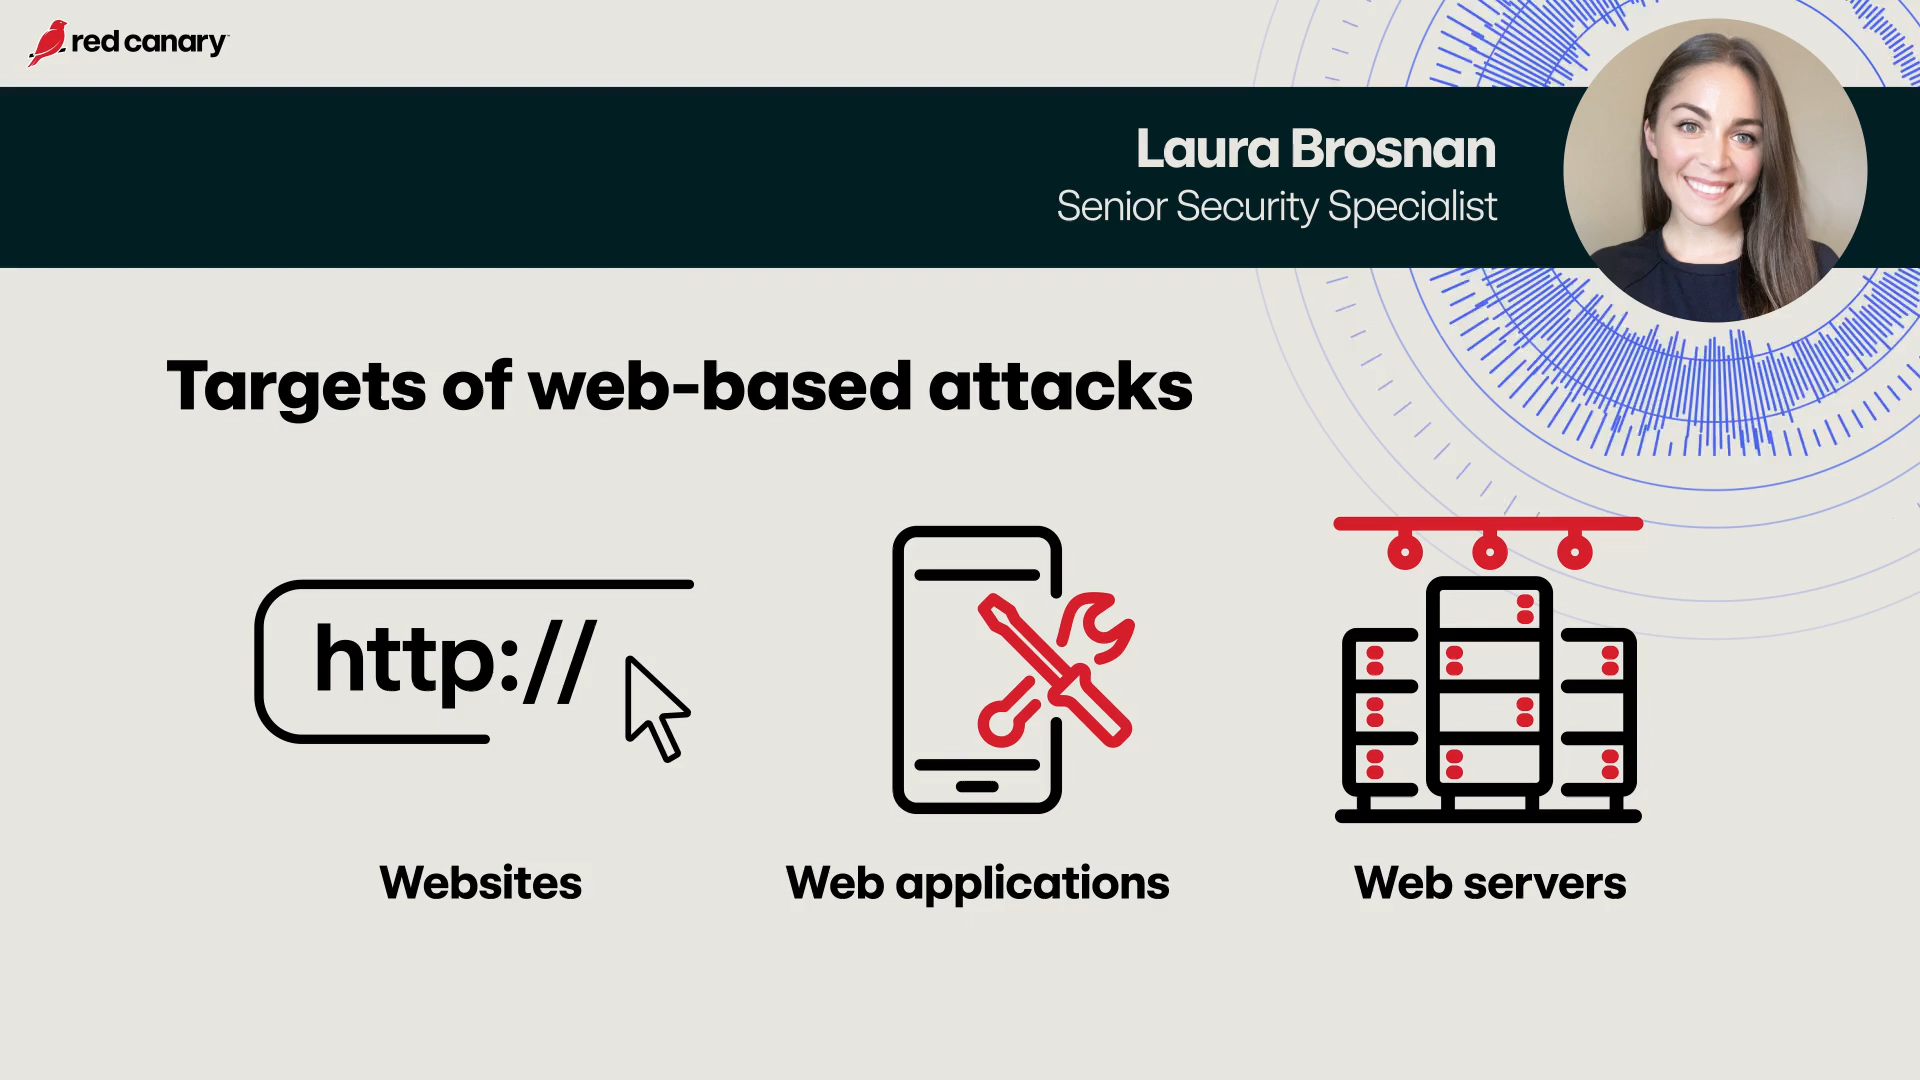 red canary
Laura Brosnan
Senior Security Specialist
Targets of web-based attacks
http://
Websites
Web applications
Web servers